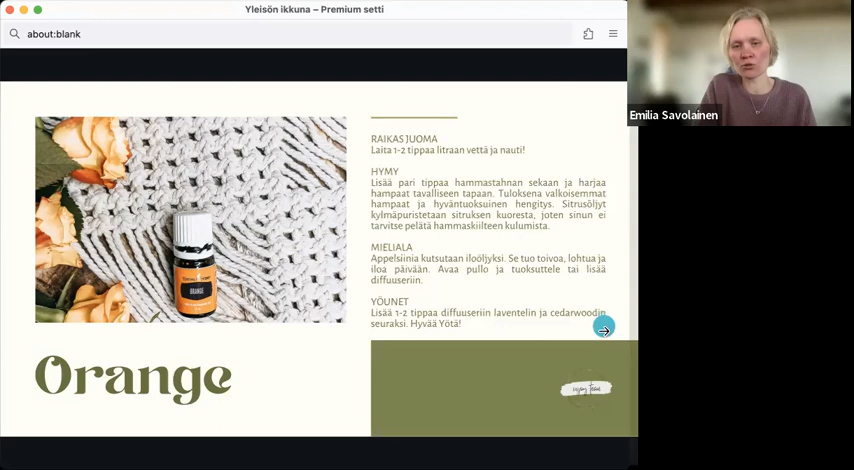 Yleisön ikkuna – Premium setti
about:blank
Emilia Savolainen
RAIKAS JUOMA
Laita 1-2 tippaa litraan vettä ja nauti!
HYMY
Lisää pari tippaa hammastahnan sekaan ja harjaa
hampaat tavalliseen tapaan. Tuloksena valkoisemmat
hampaat ja hyväntuoksuinen hengitys. Sitrusöljyt
kylmäpuristetaan sitruksen kuoresta, joten sinun ei
tarvitse pelätä hammaskiilteen kulumista.
MIELIALA
Appelsiinia kutsutaan iloöljyksi. Se tuo toivoa, lohtua ja
iloa päivään. Avaa pullo ja tuoksuttele tai lisää
diffuuseriin.
YÖUNET
Lisää 1-2 tippaa diffuuseriin laventelin ja cedarwoodin
seuraksi. Hyvää Yötä!
ORANGE
Orange